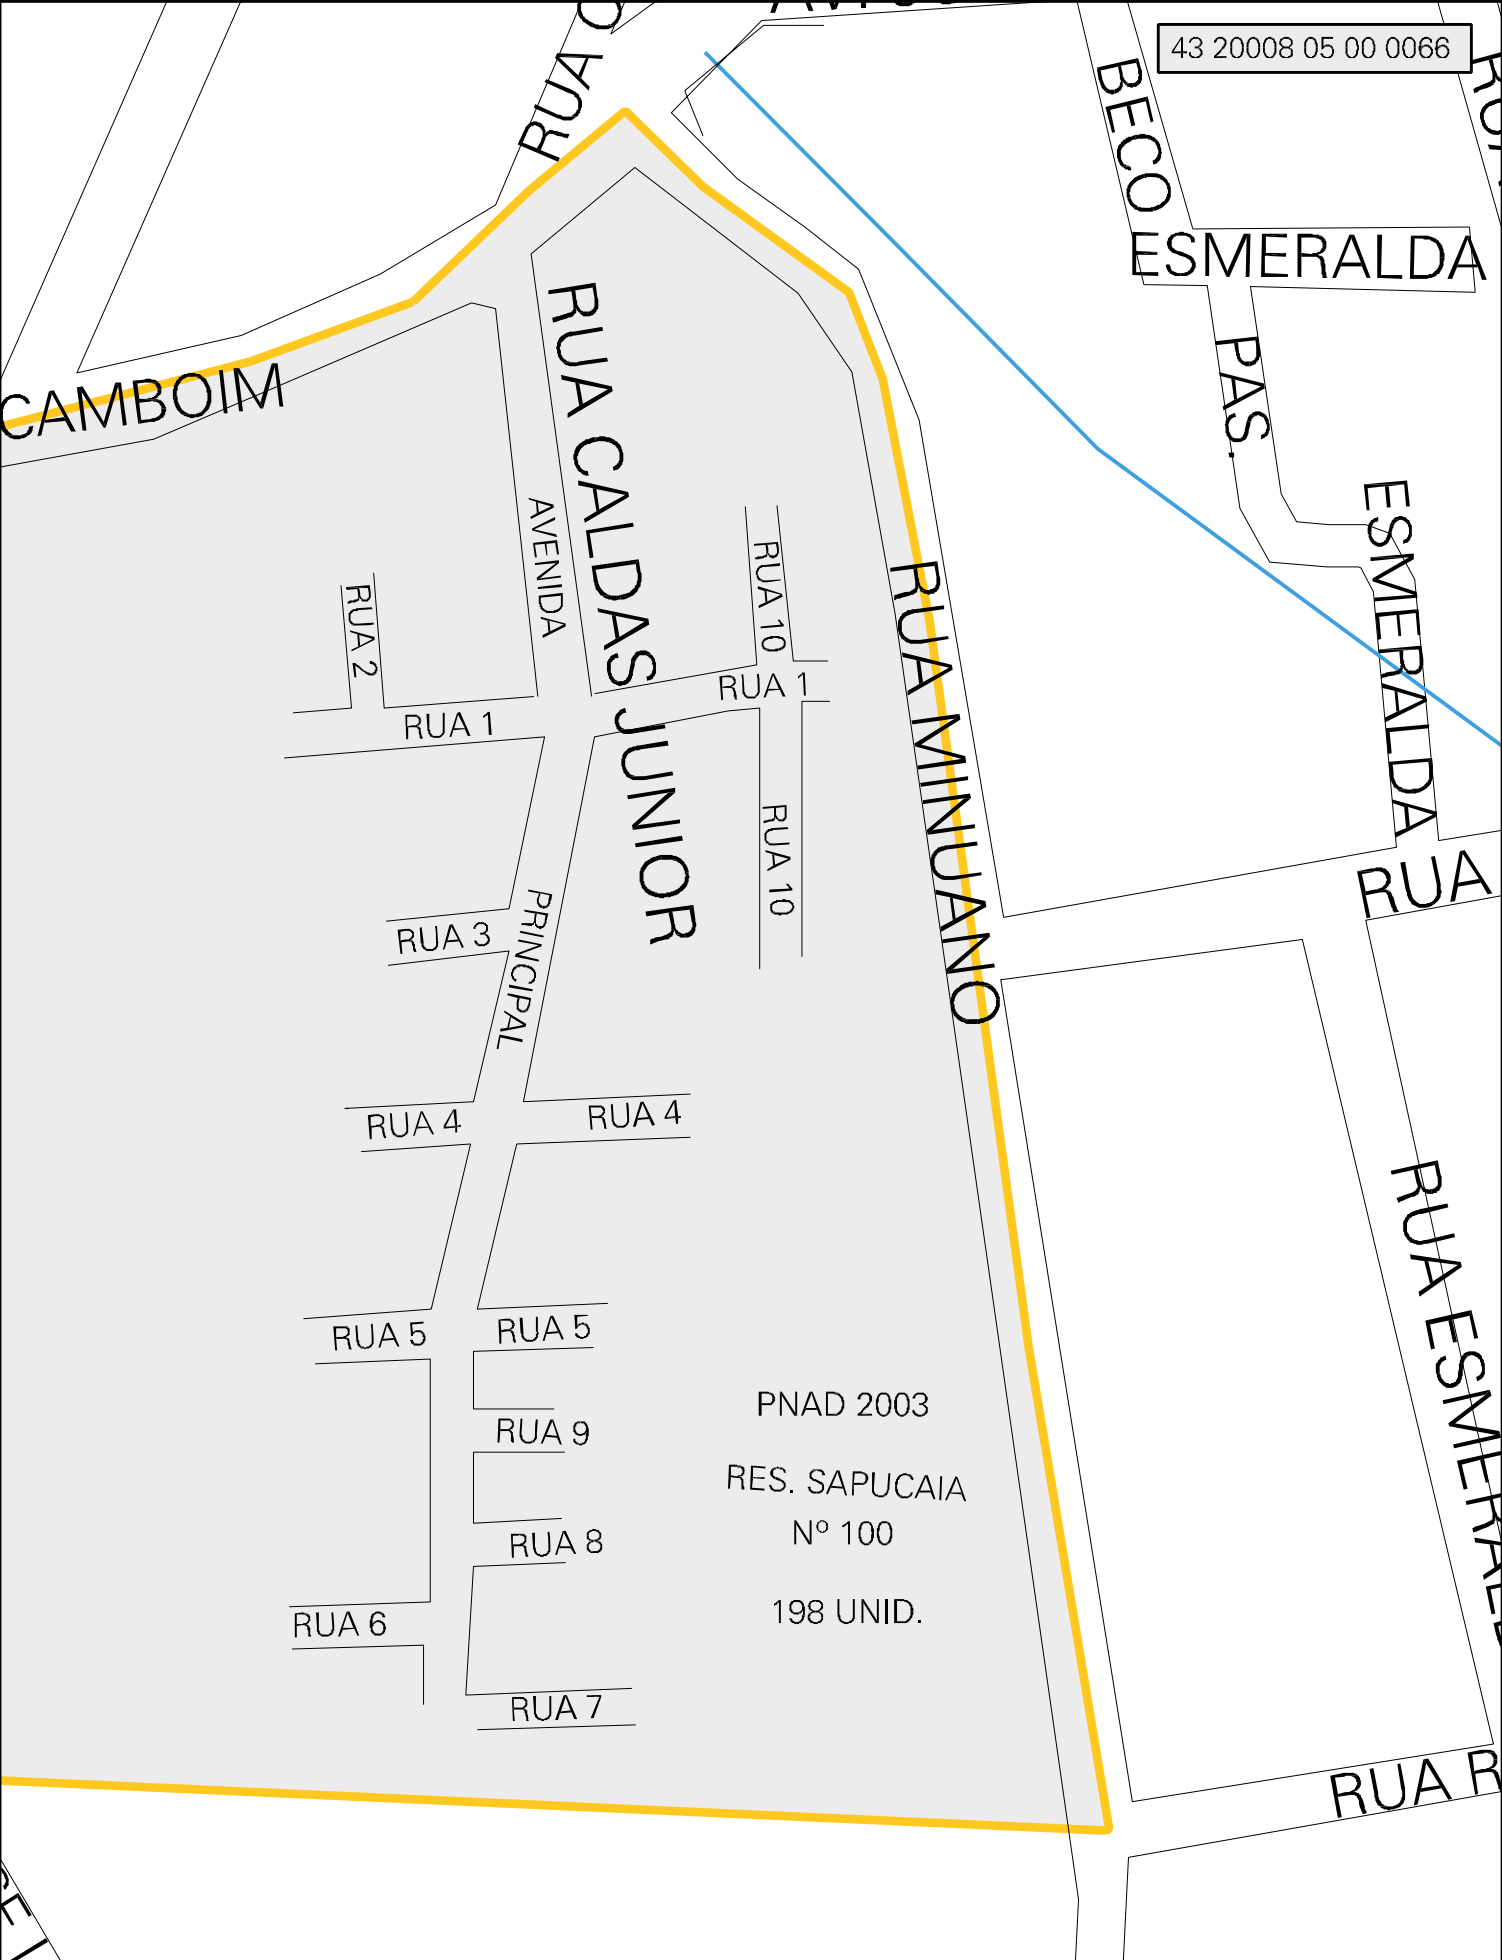 43 20008 05 00 0066
RUA
BECO
ESMERALDA
PAS.
ESMERALDA
CAMBOIM
RUA CALDAS JUNIOR
AVENIDA
PRINCIPAL
RUA 10
RUA 2
RUA 1
RUA 1
RUA MINUANO
RUA 10
RUA
RUA 3
RUA 4
RUA 4
RUA ESMERALD
RUA 5
RUA 5
RUA 9
PNAD 2003
RES. SAPUCAIA
Nº 100
198 UNID.
RUA 8
RUA 6
RUA 7
RUA R